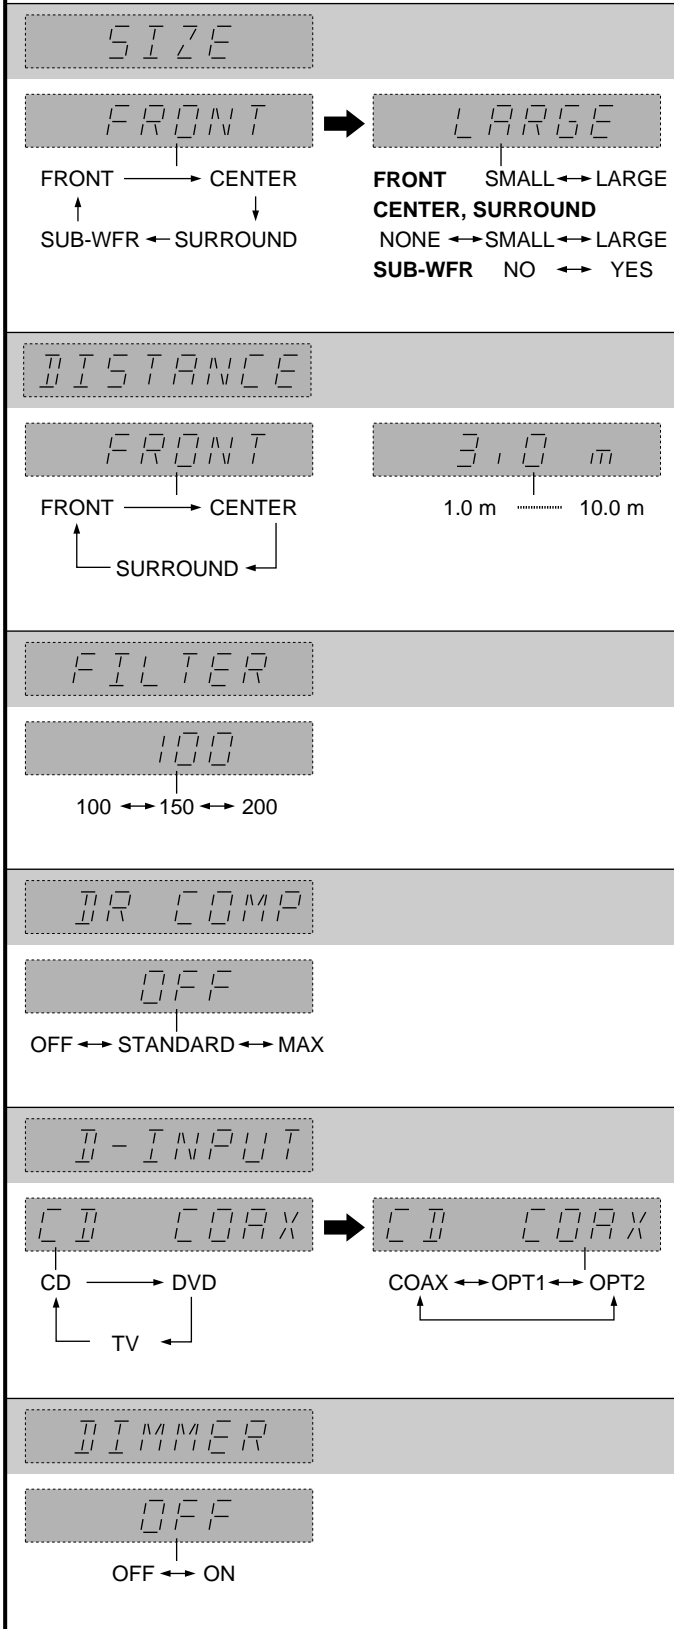 SIZE
FRONT LARGE
FRONT CENTER
SUB-WFR SURROUND
FRONT SMALL LARGE
CENTER, SURROUND
NONE SMALL LARGE
SUB-WFR NO YES
DISTANCE
FRONT 3.0 m
FRONT CENTER
SURROUND
1.0 m 10.0 m
FILTER
100
100 150 200
DR COMP
OFF
OFF STANDARD MAX
D-INPUT
CD COAX CD COAX
CD DVD
TV
COAX OPT1 OPT2
DIMMER
OFF
OFF ON